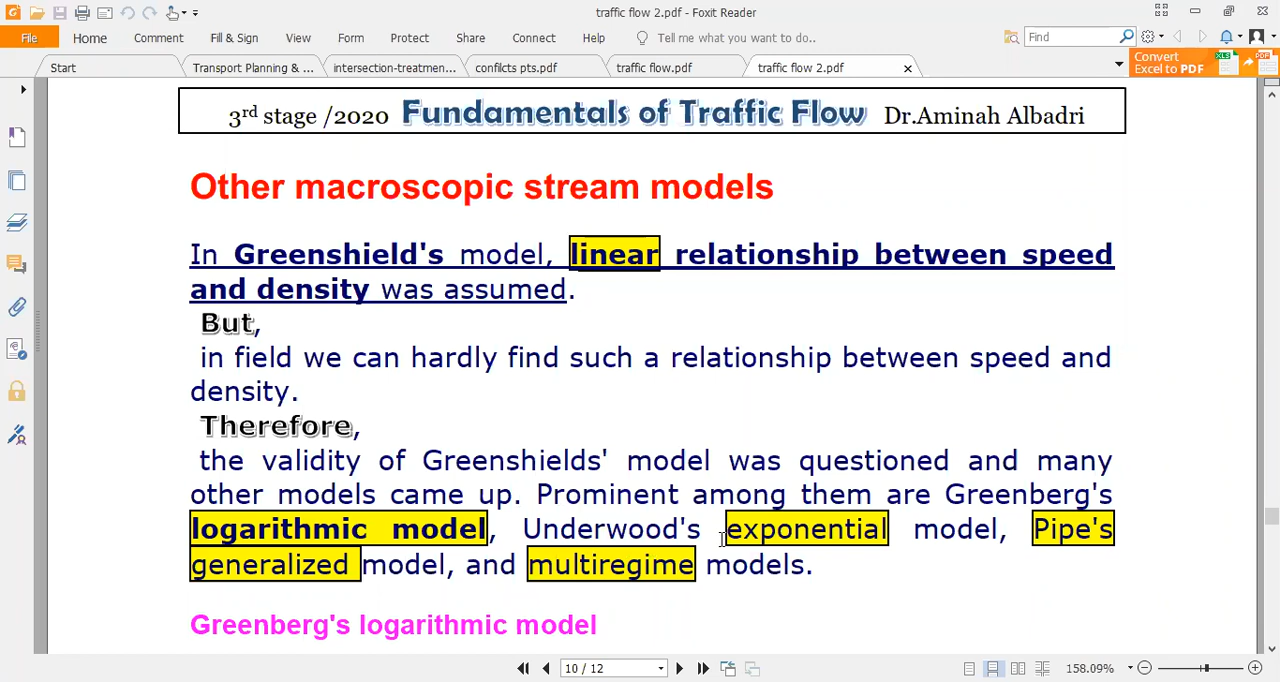 traffic flow 2.pdf - Foxit Reader
File Home Comment Fill & Sign View Form Protect Share Connect Help Tell me what you want to do.. Find
Start Transport Planning & ... intersection-treatmen... confilcts pts.pdf traffic flow.pdf traffic flow 2.pdf
Convert
Excel to PDF
XLS PDF
3rd stage /2020 Fundamentals of Traffic Flow Dr.Aminah Albadri
Other macroscopic stream models
In Greenshield's model, linear relationship between speed
and density was assumed.
But,
in field we can hardly find such a relationship between speed and
density.
Therefore,
the validity of Greenshields' model was questioned and many
other models came up. Prominent among them are Greenberg's
logarithmic model, Underwood's exponential model, Pipe's
generalized model, and multiregime models.
Greenberg's logarithmic model
10 / 12 158.09%